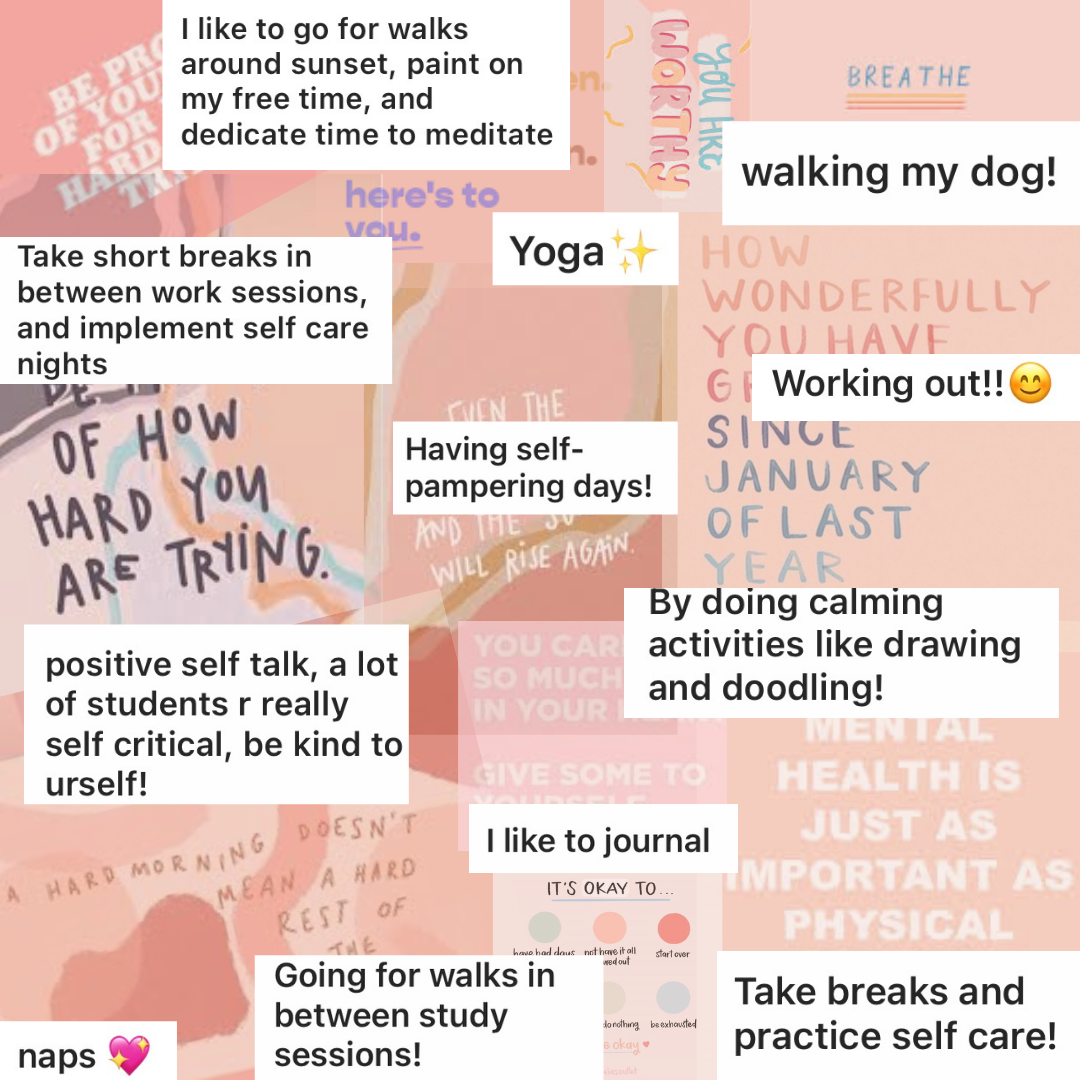 BE
OF YOU
FOR
HARD
I like to go for walks
around sunset, paint on
my free time, and
dedicate time to meditate
YOU ARE
WORTHY
BREATHE
walking my dog!
here's to
you.
Yoga✨
Take short breaks in
between work sessions,
and implement self care
nights
HOW
WONDERFULLY
YOU HAVE
SINCE
JANUARY
OF LAST
YEAR
Working out!!😊
OF HOW
HARD YOU
ARE TRYING.
EVEN THE
Having self-
pampering days!
AND THE
WILL RISE AGAIN.
By doing calming
activities like drawing
and doodling!
positive self talk, a lot
of students r really
self critical, be kind to
urself!
YOU
SO MUCH
IN YOUR
GIVE SOME TO
YOURSELF
MENTAL
HEALTH IS
JUST AS
IMPORTANT AS
PHYSICAL
I like to journal
A HARD MORNING DOESN'T
MEAN A HARD
REST OF
THE
IT'S OKAY TO...
have bad days
not have it all
out
start over
do nothing
be exhausted
okay ♥
Going for walks in
between study
sessions!
Take breaks and
practice self care!
naps 💖